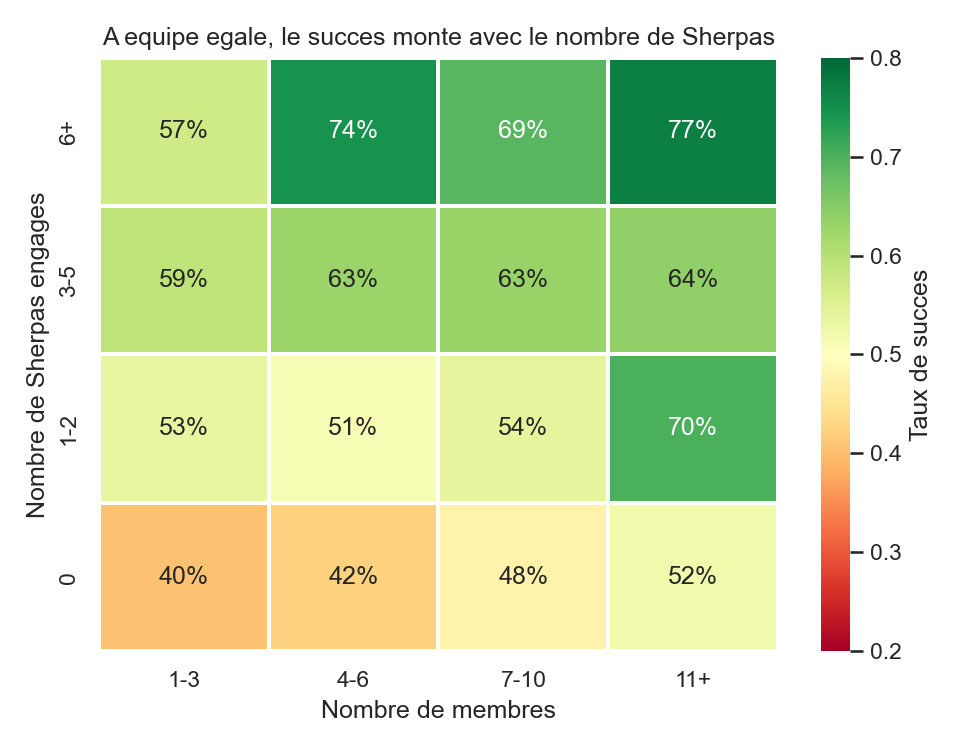 A equipe egale, le succes monte avec le nombre de Sherpas
Nombre de Sherpas engages
6+
57% 74% 69% 77%
3-5
59% 63% 63% 64%
1-2
53% 51% 54% 70%
0
40% 42% 48% 52%
1-3 4-6 7-10 11+
Nombre de membres
0.8
0.7
0.6
0.5
0.4
0.3
0.2
Taux de succes